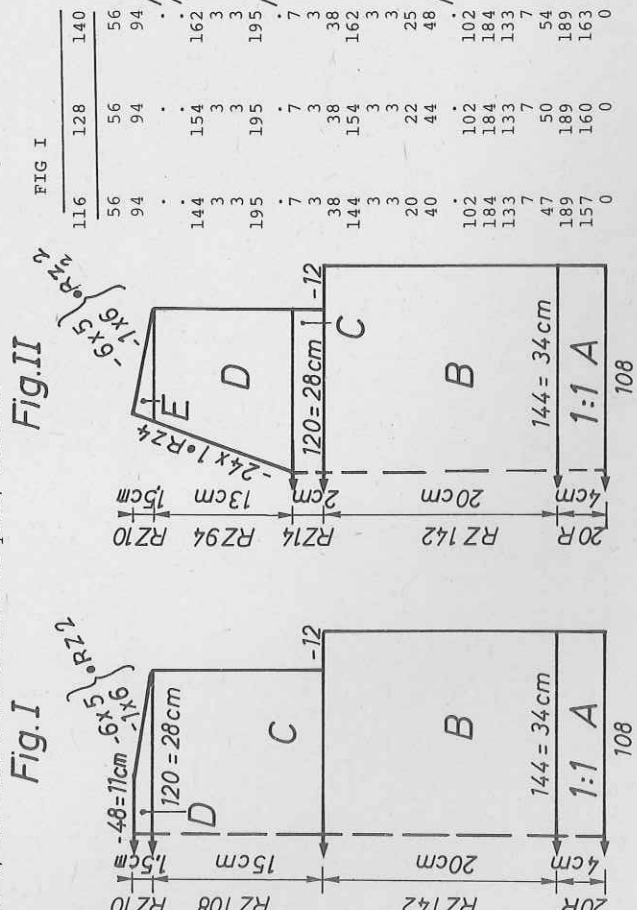 Fig.I
-48=11cm -6x5
-1x6
} •RZ2
D
120=28cm
C
-12
B
144=34cm
1:1 A
108
RZ10 1,5cm
RZ108 15cm
RZ142 20cm
20R 4cm
Fig.II
-6x5
-1x6
} •RZ2
E
-24x1•RZ4
D
-12
120=28cm
C
B
144=34cm
1:1 A
108
RZ10 1,5cm
RZ94 13cm
RZ14 2cm
RZ142 20cm
20R 4cm
FIG I
116 128 140
56 56 56
94 94 94
. . .
. . .
144 154 162
3 3 3
3 3 3
195 195 195
. . .
7 7 7
3 3 3
38 38 38
144 154 162
3 3 3
3 3 3
20 22 25
40 44 48
. . .
102 102 102
184 184 184
133 133 133
7 7 7
47 50 54
189 189 189
157 160 163
0 0 0